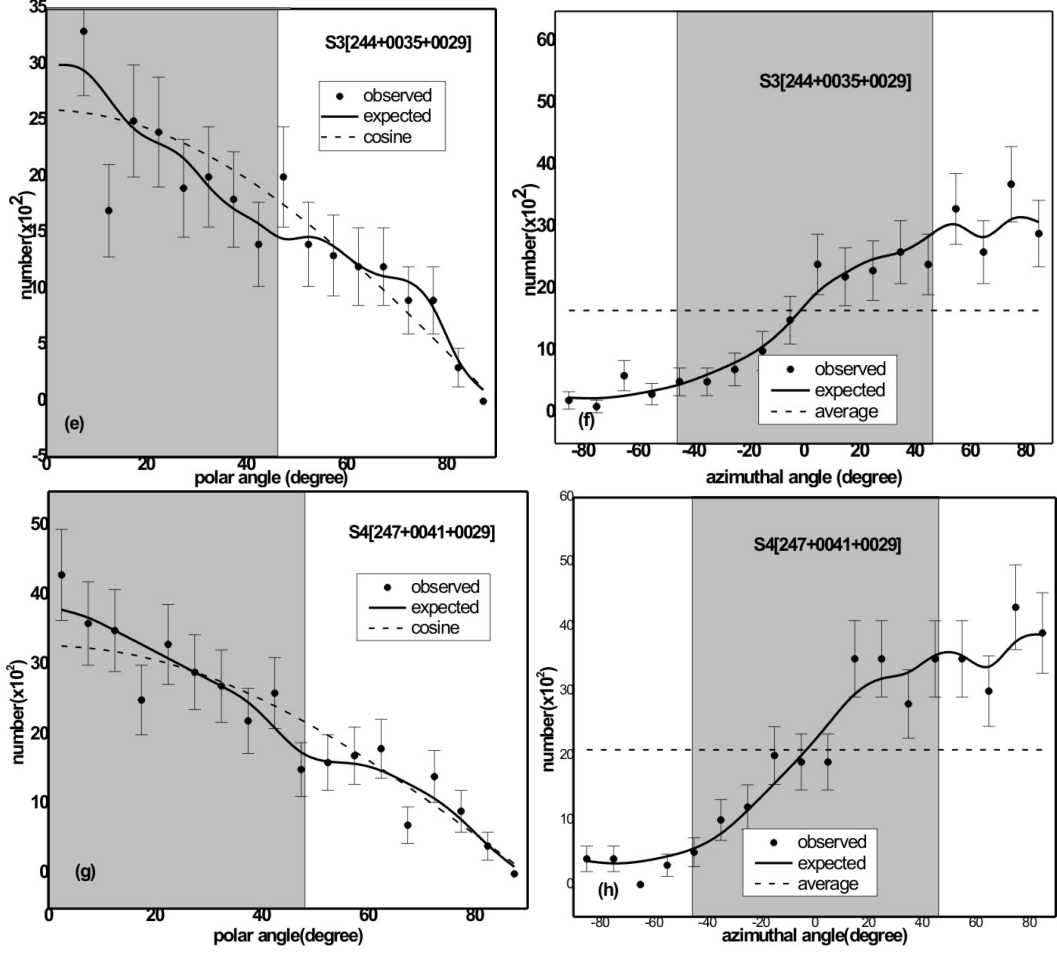 35
30
25
20
15
10
5
0
-5
number(x10²)
S3[244+0035+0029]
observed
expected
cosine
(e)
0 20 40 60 80
polar angle (degree)
60
50
40
30
20
10
0
number(x10²)
S3[244+0035+0029]
observed
expected
average
(f)
-80 -60 -40 -20 0 20 40 60 80
azimuthal angle (degree)
50
40
30
20
10
0
number(x10²)
S4[247+0041+0029]
observed
expected
cosine
(g)
0 20 40 60 80
polar angle(degree)
60
50
40
30
20
10
0
number(x10²)
S4[247+0041+0029]
observed
expected
average
(h)
-80 -60 -40 -20 0 20 40 60 80
azimuthal angle(degree)